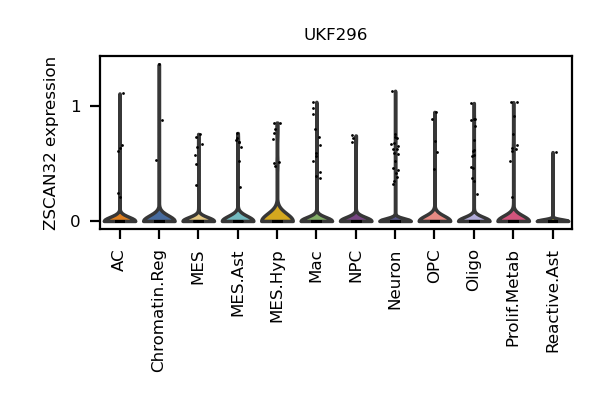 UKF296
ZSCAN32 expression
1
0
AC
Chromatin.Reg
MES
MES.Ast
MES.Hyp
Mac
NPC
Neuron
OPC
Oligo
Prolif.Metab
Reactive.Ast